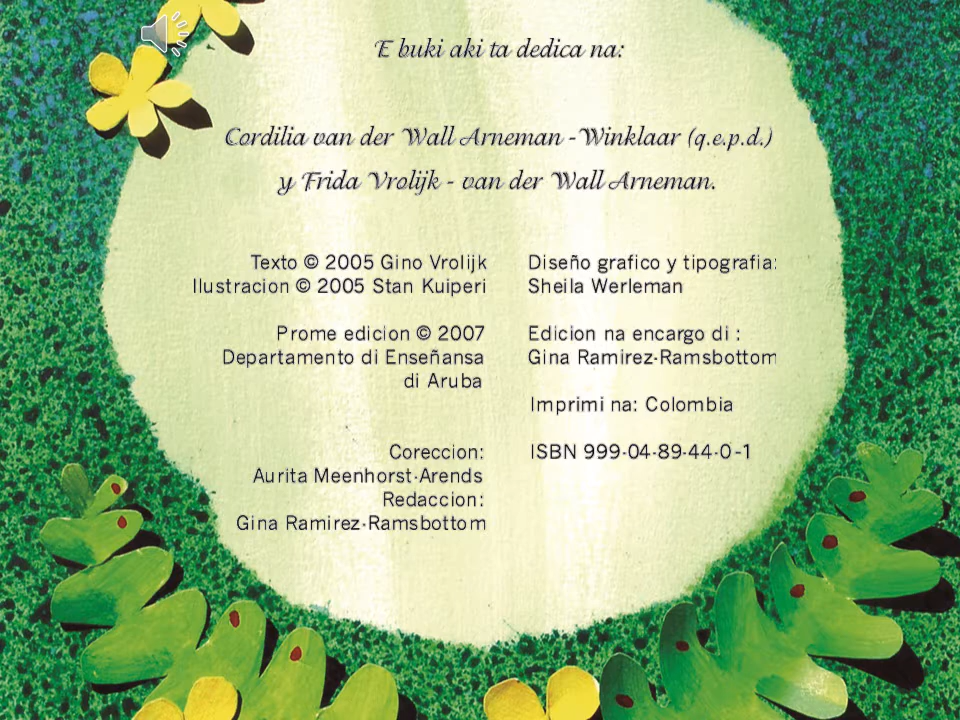 E buki aki ta dedica na:
Cordilia van der Wall Arneman -Winklaar (q.e.p.d.)
y Frida Vrolijk - van der Wall Arneman.
Texto © 2005 Gino Vrolijk
Ilustracion © 2005 Stan Kuiperi
Prome edicion © 2007
Departamento di Enseñansa
di Aruba
Coreccion:
Aurita Meenhorst-Arends
Redaccion:
Gina Ramirez-Ramsbottom
Diseño grafico y tipografia:
Sheila Werleman
Edicion na encargo di :
Gina Ramirez-Ramsbottom
Imprimi na: Colombia
ISBN 999-04-89-44-0-1